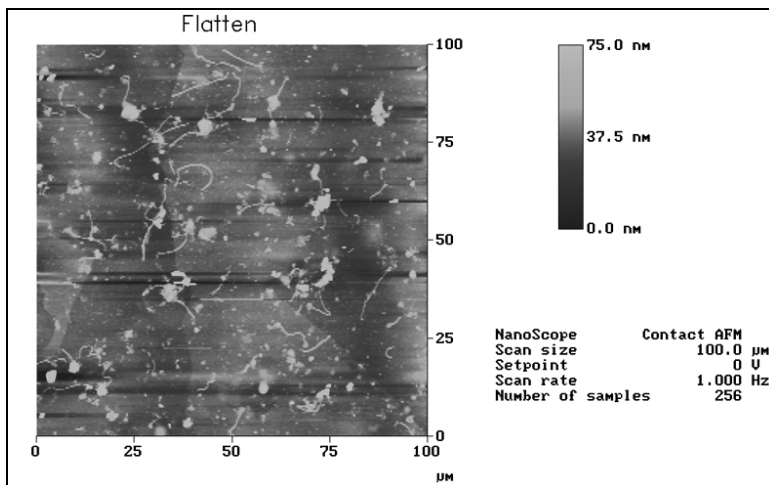 Flatten
100
75
50
25
0
0 25 50 75 100
µm
75.0 nm
37.5 nm
0.0 nm
NanoScope Contact AFM
Scan size 100.0 µm
Setpoint 0 V
Scan rate 1.000 Hz
Number of samples 256